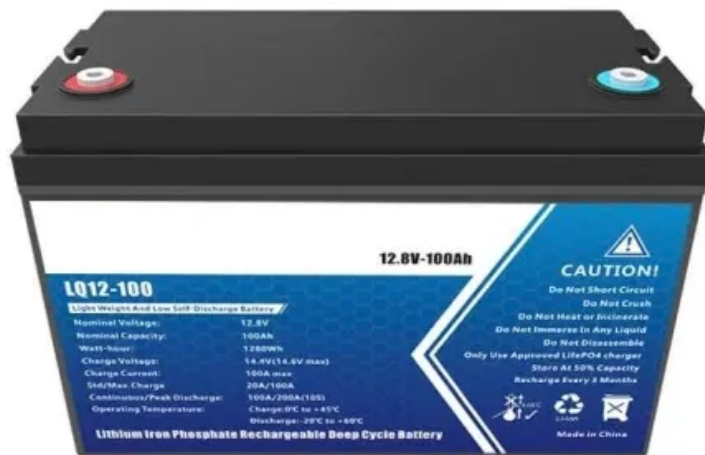 12.8V-100Ah
LQ12-100
Light Weight And Low Self-Discharge Battery
Nominal Voltage: 12.8V
Nominal Capacity: 100Ah
Watt-hour: 1280Wh
Charge Voltage: 14.4V(14.6V max)
Charge Current: 100A max
Std/Max.Charge 20A/100A
Continuous/Peak Discharge: 100A/200A(10S)
Operating Temperature: Charge:0℃ to +45℃
Discharge:-20℃ to +60℃
Lithium Iron Phosphate Rechargeable Deep Cycle Battery
CAUTION!
Do Not Short Circuit
Do Not Crush
Do Not Heat or Incinerate
Do Not Immerse In Any Liquid
Do Not Disassemble
Only Use Approved LifePO4 charger
Store At 50% Capacity
Recharge Every 3 Months
Li-ion
Made in China